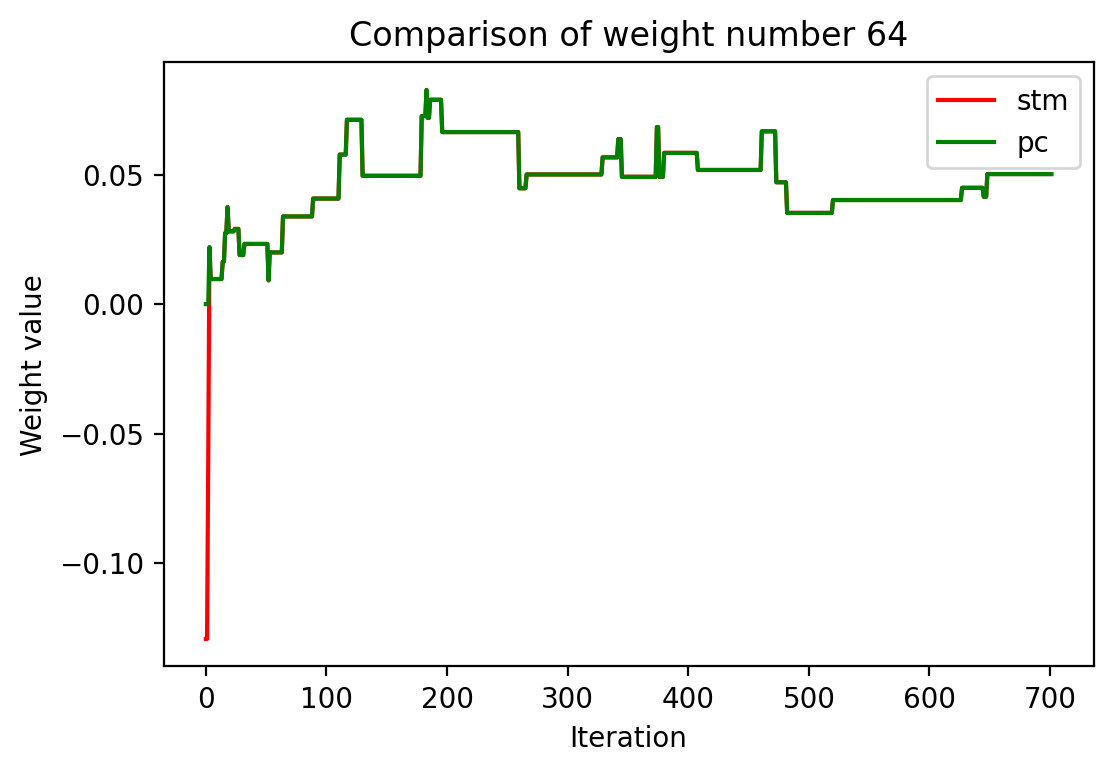 Comparison of weight number 64
stm
pc
0.05
0.00
−0.05
−0.10
Weight value
0 100 200 300 400 500 600 700
Iteration